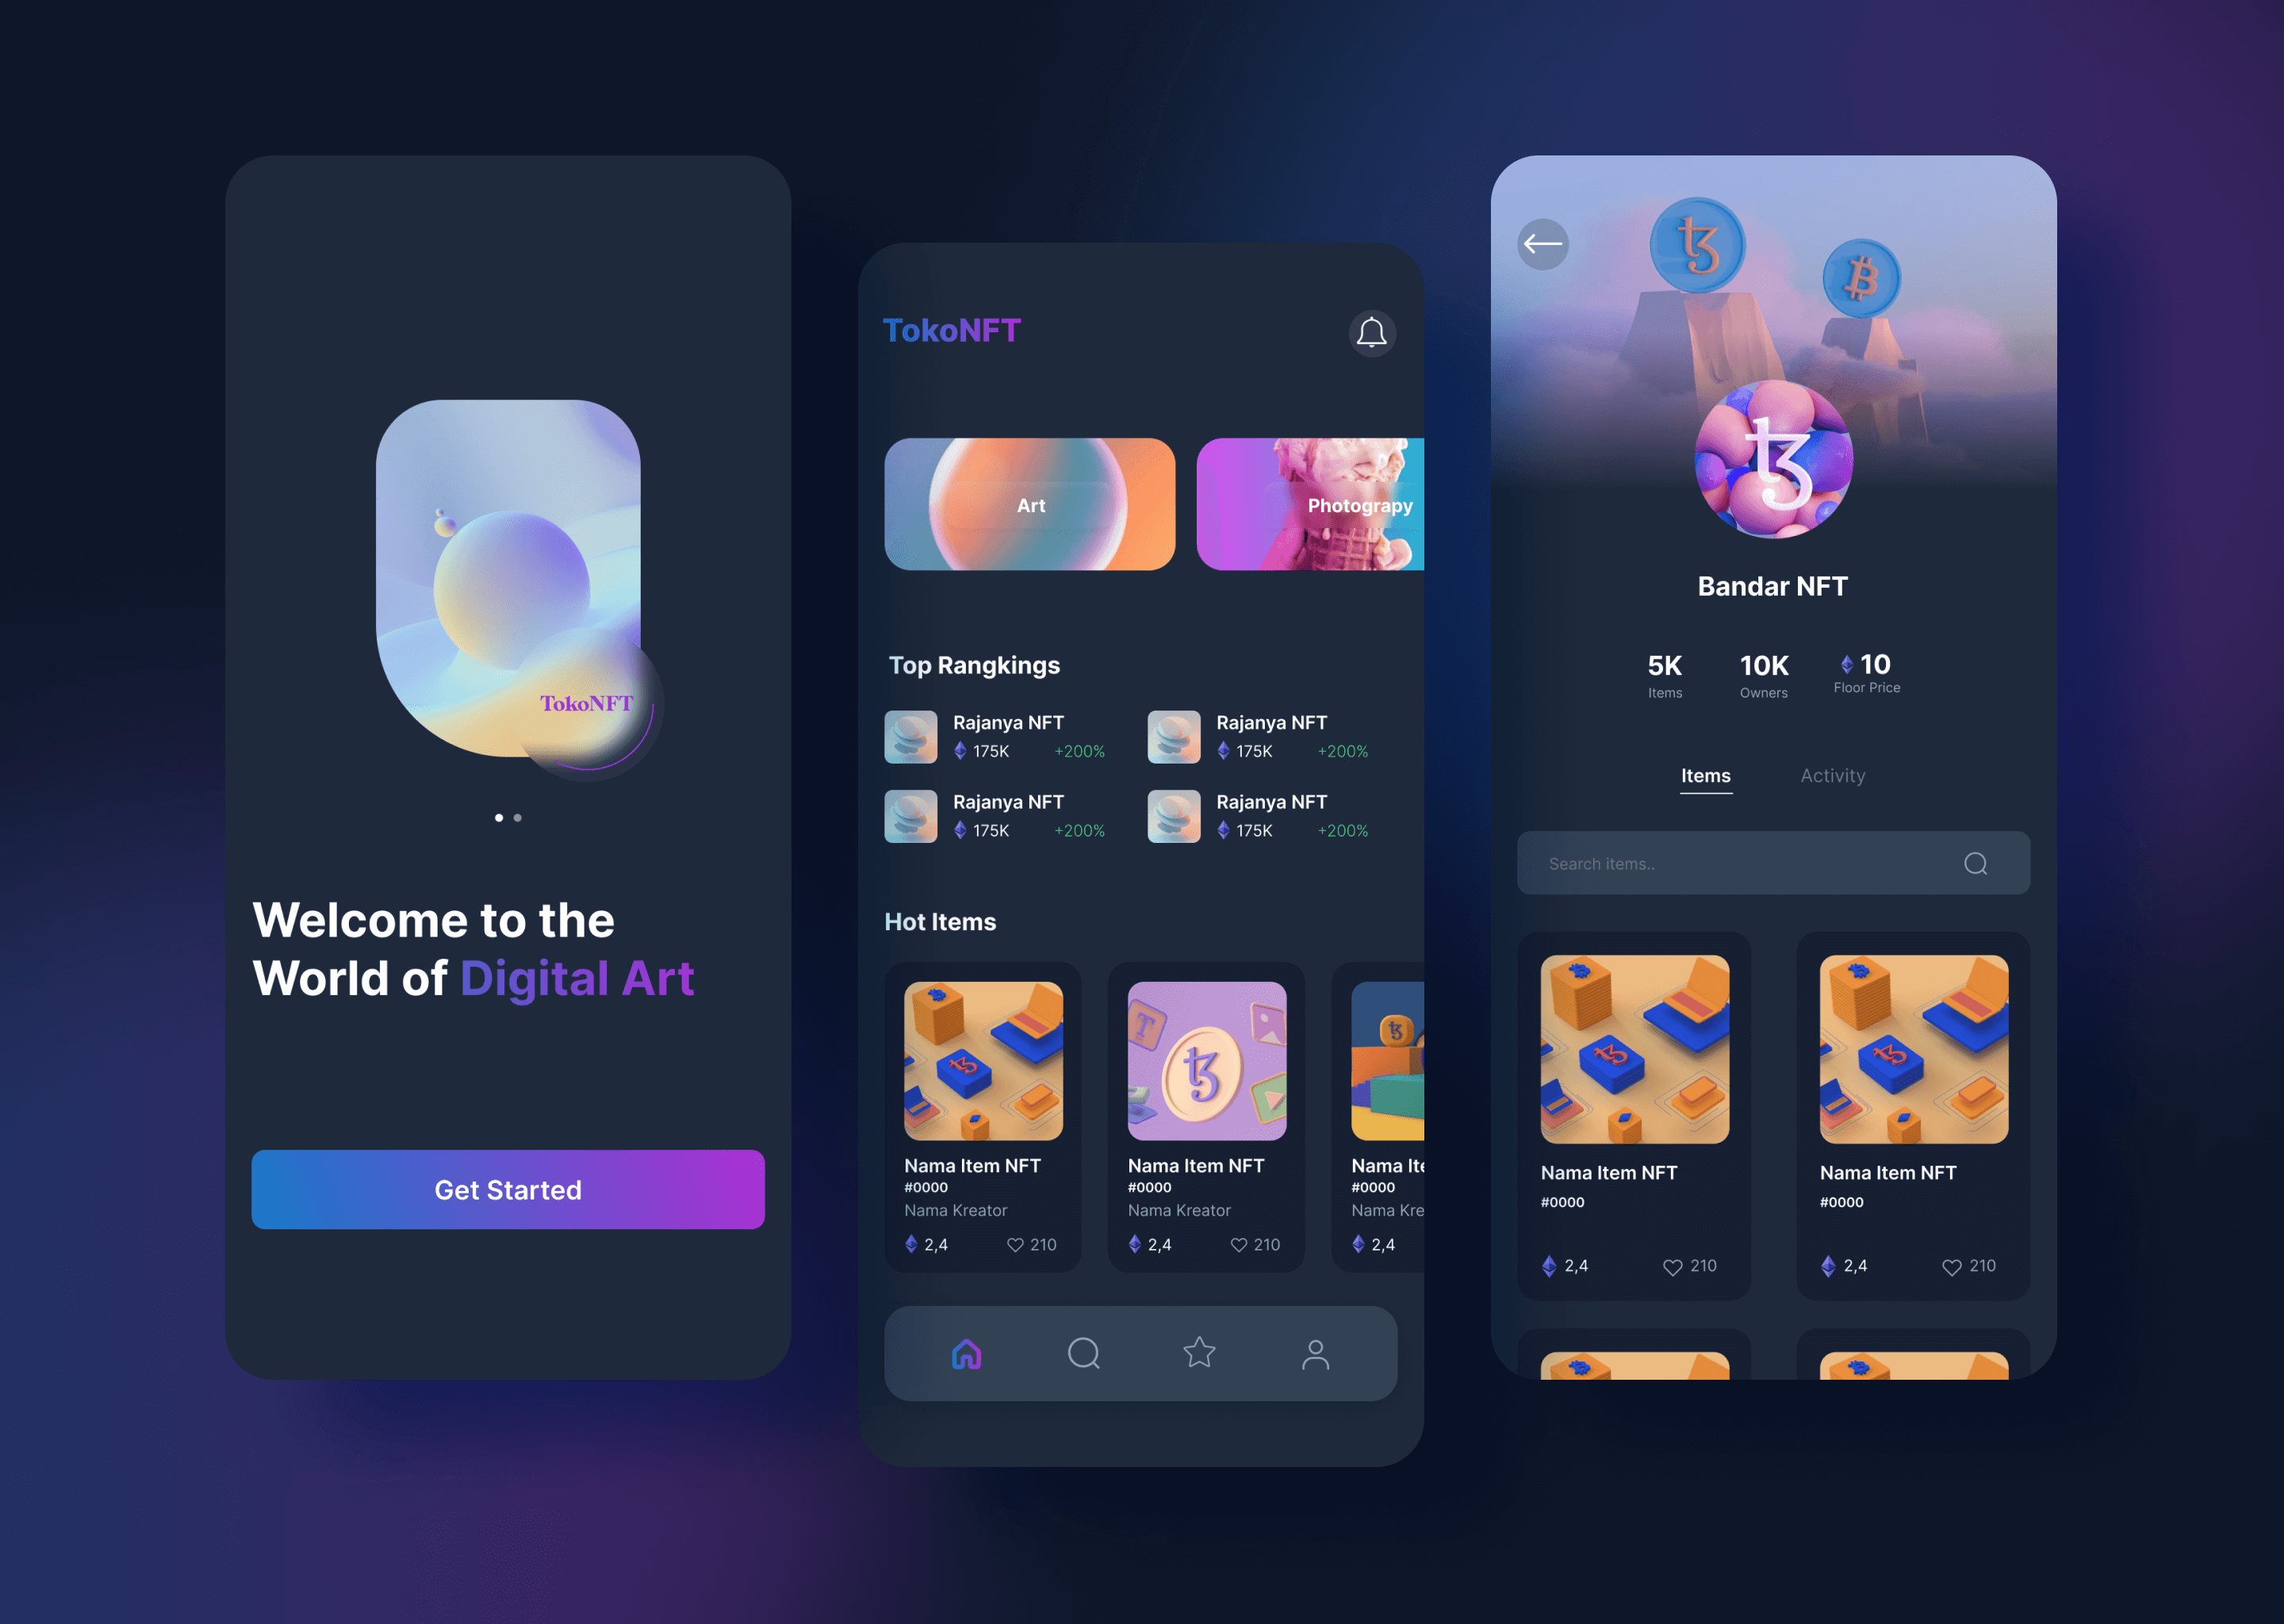 TokoNFT
Welcome to the
World of Digital Art
Get Started
TokoNFT
Art
Photograpy
Top Rangkings
Rajanya NFT
175K +200%
Rajanya NFT
175K +200%
Rajanya NFT
175K +200%
Rajanya NFT
175K +200%
Hot Items
Nama Item NFT
#0000
Nama Kreator
2,4 210
Nama Item NFT
#0000
Nama Kreator
2,4 210
Nama Ite
#0000
Nama Kre
2,4
Bandar NFT
5K 10K 10
Items Owners Floor Price
Items Activity
Search items..
Nama Item NFT
#0000
2,4 210
Nama Item NFT
#0000
2,4 210